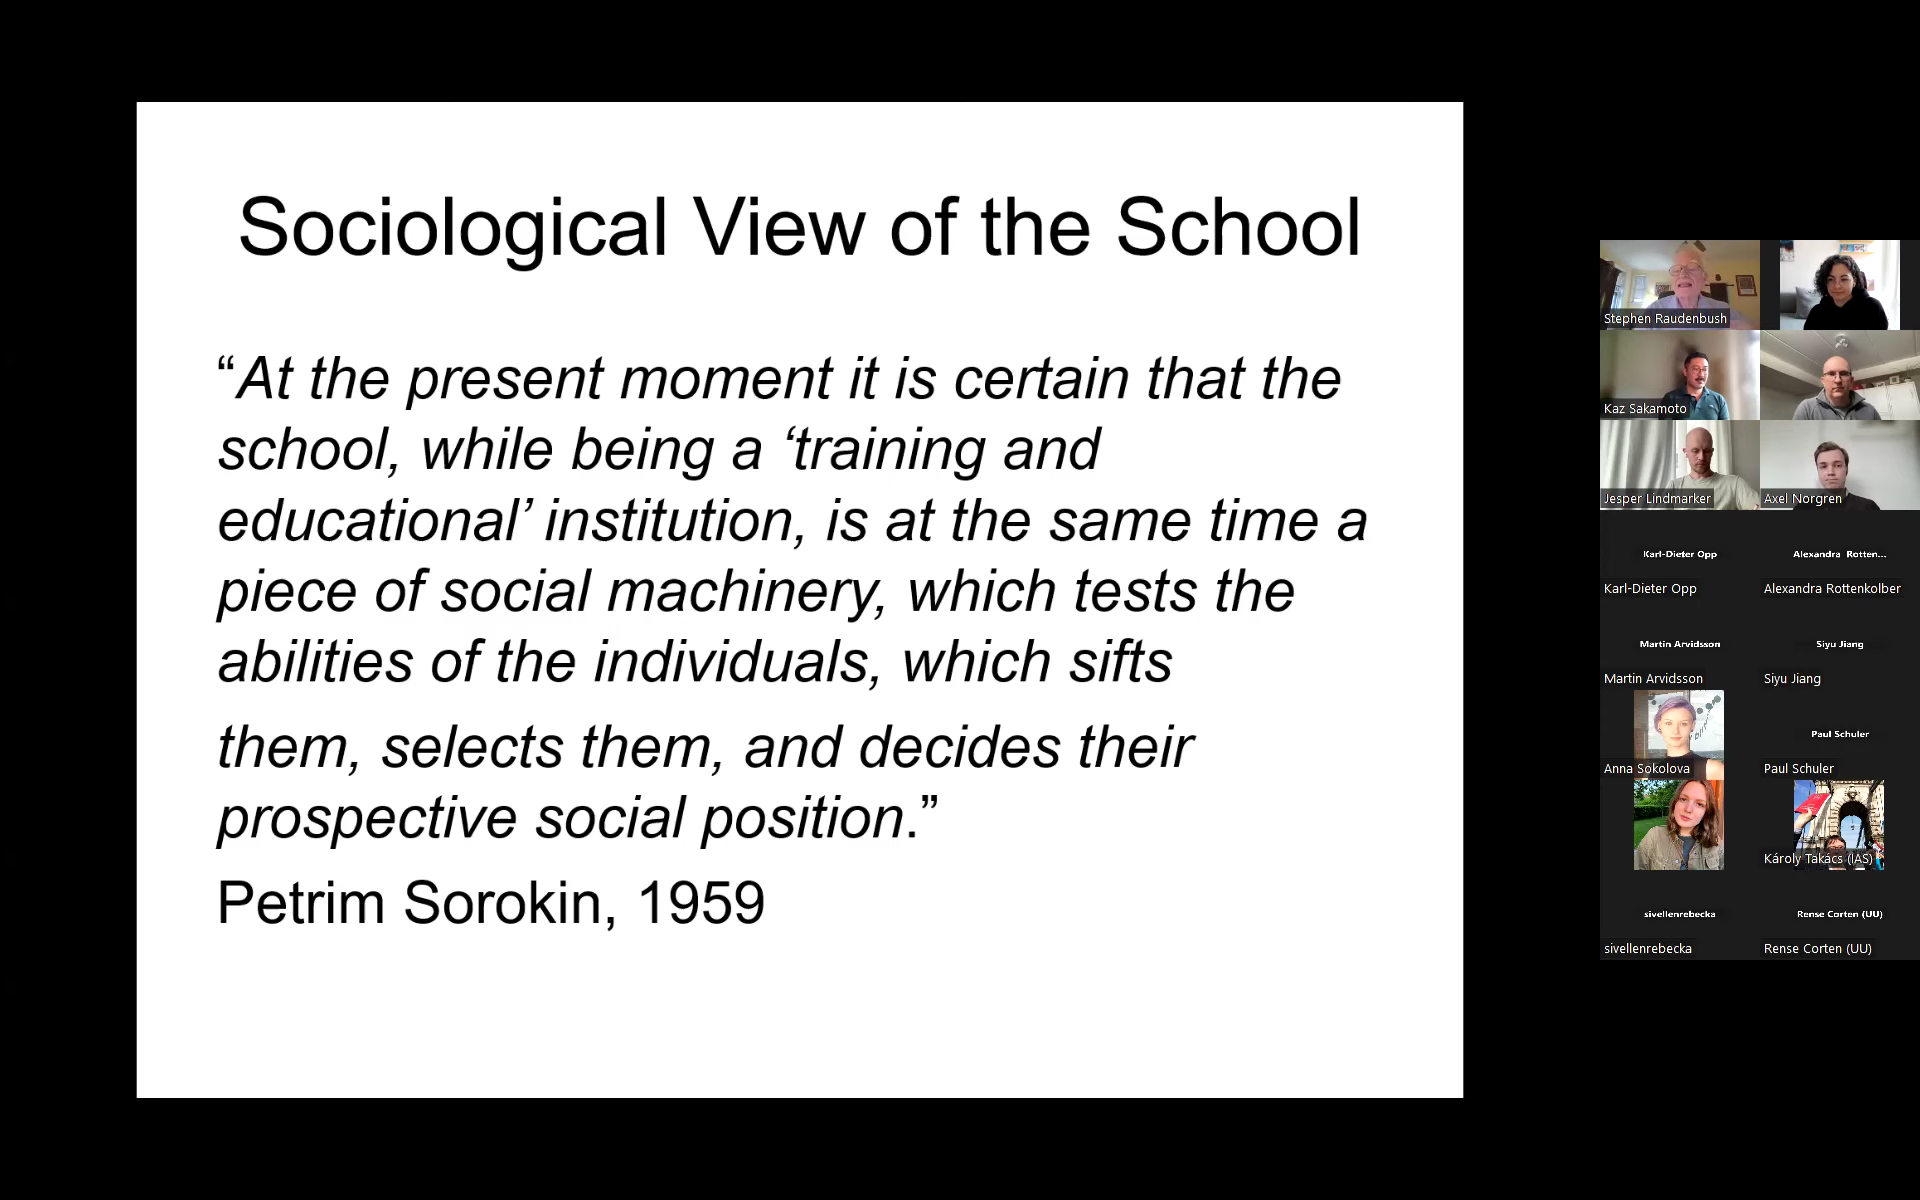 Sociological View of the School
“At the present moment it is certain that the
school, while being a ‘training and
educational’ institution, is at the same time a
piece of social machinery, which tests the
abilities of the individuals, which sifts
them, selects them, and decides their
prospective social position.”
Petrim Sorokin, 1959
Stephen Raudenbush
Kaz Sakamoto
Jesper Lindmarker
Axel Norgren
Karl-Dieter Opp
Alexandra Rotten...
Karl-Dieter Opp
Alexandra Rottenkolber
Martin Arvidsson
Siyu Jiang
Martin Arvidsson
Siyu Jiang
Paul Schuler
Anna Sokolova
Paul Schuler
Károly Takács (IAS)
sivellenrebecka
Rense Corten (UU)
sivellenrebecka
Rense Corten (UU)